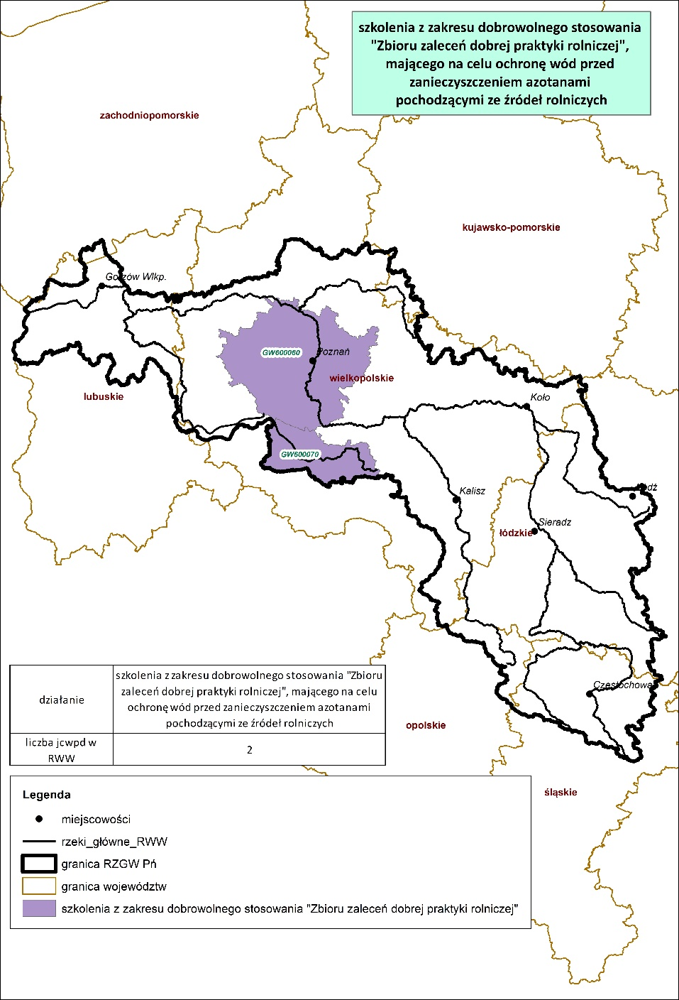 szkolenia z zakresu dobrowolnego stosowania
"Zbioru zaleceń dobrej praktyki rolniczej",
mającego na celu ochronę wód przed
zanieczyszczeniem azotanami
pochodzącymi ze źródeł rolniczych
zachodniopomorskie
kujawsko-pomorskie
Gorzów Wlkp.
GW600060
Poznań
wielkopolskie
lubuskie
Koło
GW600070
Łódź
Kalisz
Sieradz
łódzkie
Częstochowa
opolskie
śląskie
działanie
szkolenia z zakresu dobrowolnego stosowania "Zbioru
zaleceń dobrej praktyki rolniczej", mającego na celu
ochronę wód przed zanieczyszczeniem azotanami
pochodzącymi ze źródeł rolniczych
liczba jcwpd w
RWW
2
Legenda
miejscowości
rzeki_główne_RWW
granica RZGW Pń
granica województw
szkolenia z zakresu dobrowolnego stosowania "Zbioru zaleceń dobrej praktyki rolniczej"